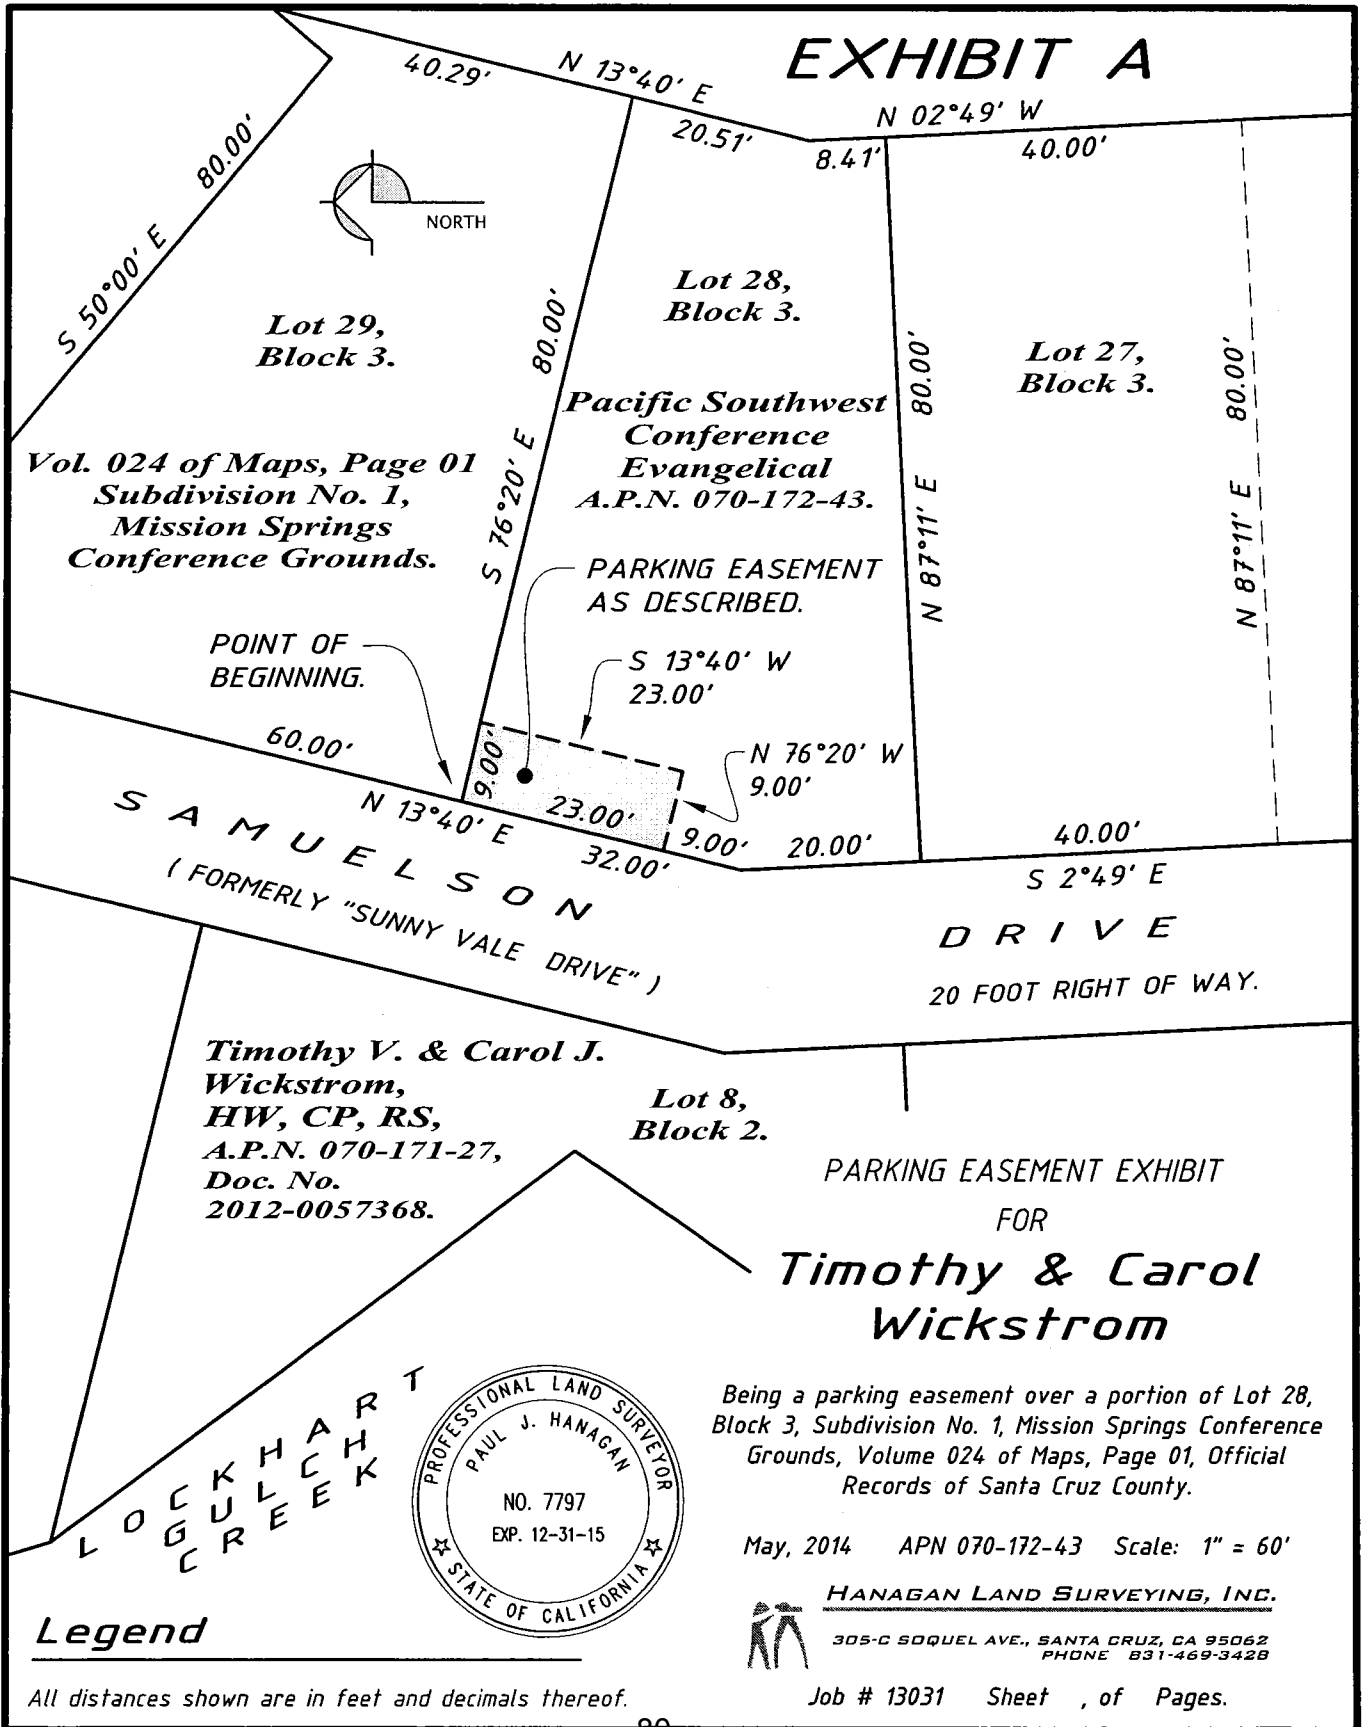 EXHIBIT A
40.29'
N 13°40' E
20.51'
N 02°49' W
8.41'
40.00'
S 50°00' E 80.00'
NORTH
Lot 29,
Block 3.
Lot 28,
Block 3.
Lot 27,
Block 3.
S 76°20' E 80.00'
N 87°11' E 80.00'
N 87°11' E 80.00'
Pacific Southwest
Conference
Evangelical
A.P.N. 070-172-43.
Vol. 024 of Maps, Page 01
Subdivision No. 1,
Mission Springs
Conference Grounds.
PARKING EASEMENT
AS DESCRIBED.
POINT OF
BEGINNING.
S 13°40' W
23.00'
N 76°20' W
9.00'
60.00'
9.00'
23.00'
N 13°40' E
32.00'
9.00'
20.00'
40.00'
S 2°49' E
SAMUELSON
DRIVE
( FORMERLY "SUNNY VALE DRIVE" )
20 FOOT RIGHT OF WAY.
Timothy V. & Carol J.
Wickstrom,
HW, CP, RS,
A.P.N. 070-171-27,
Doc. No.
2012-0057368.
Lot 8,
Block 2.
PARKING EASEMENT EXHIBIT
FOR
Timothy & Carol
Wickstrom
Being a parking easement over a portion of Lot 28,
Block 3, Subdivision No. 1, Mission Springs Conference
Grounds, Volume 024 of Maps, Page 01, Official
Records of Santa Cruz County.
May, 2014 APN 070-172-43 Scale: 1" = 60'
HANAGAN LAND SURVEYING, INC.
305-C SOQUEL AVE., SANTA CRUZ, CA 95062
PHONE 831-469-3428
Job # 13031 Sheet , of Pages.
LOCKHART
GULCH
CREEK
PROFESSIONAL LAND SURVEYOR
PAUL J. HANAGAN
NO. 7797
EXP. 12-31-15
STATE OF CALIFORNIA
Legend
All distances shown are in feet and decimals thereof.